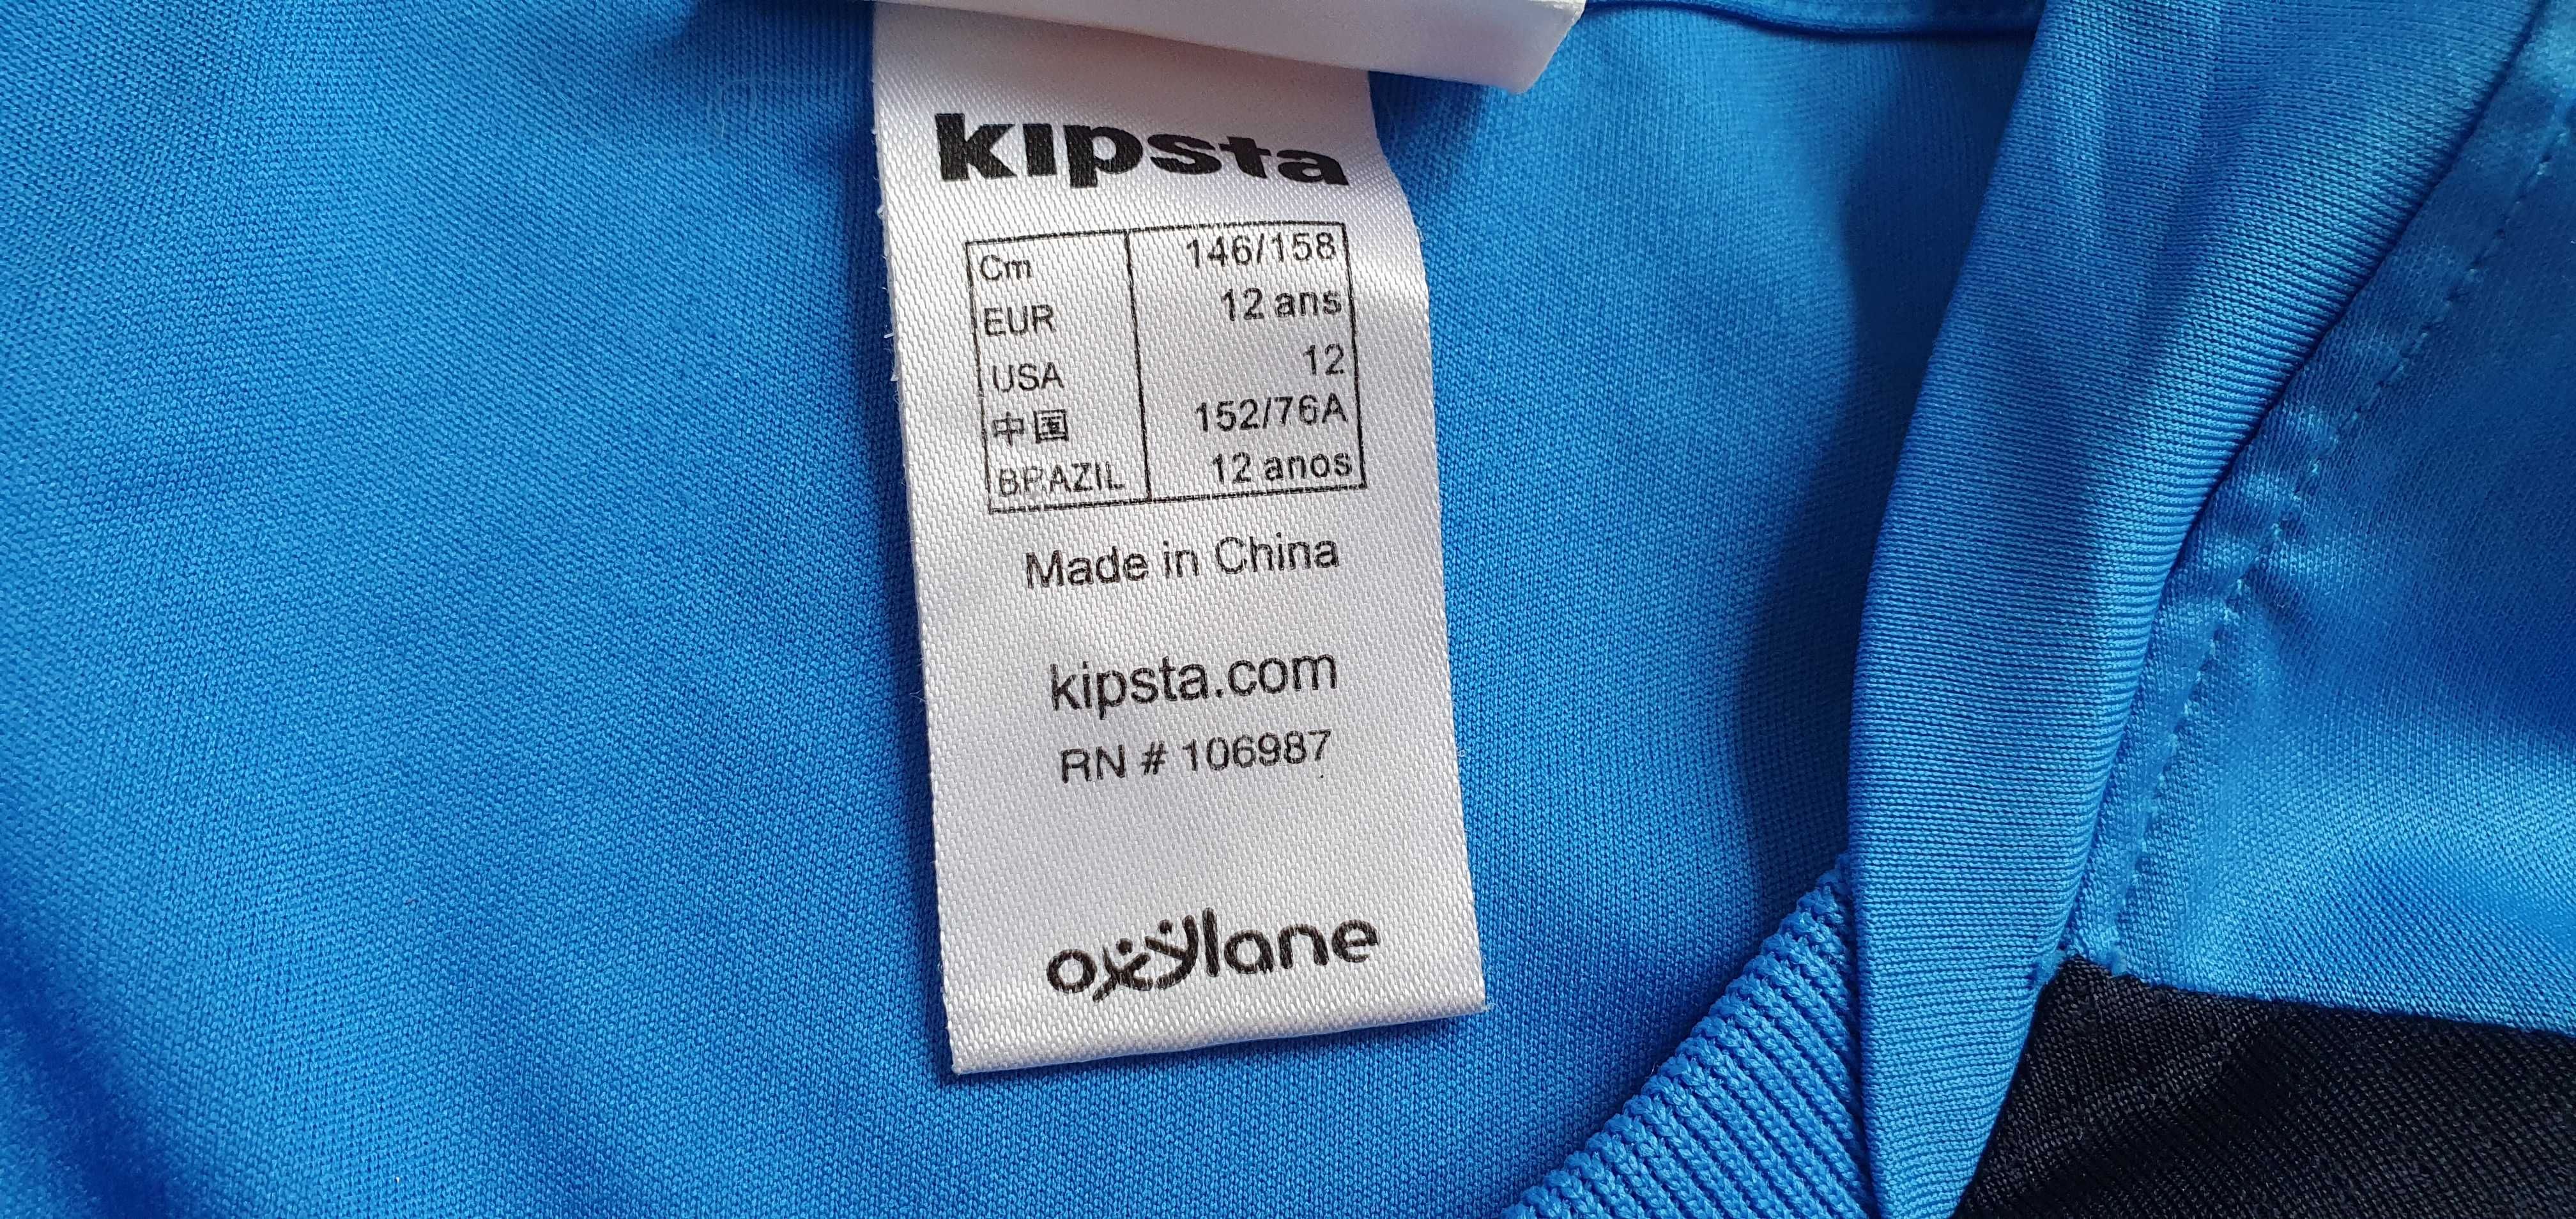 kipsta
Cm 146/158
EUR 12 ans
USA 12
中国 152/76A
BRAZIL 12 anos
Made in China
kipsta.com
RN # 106987
oxylane